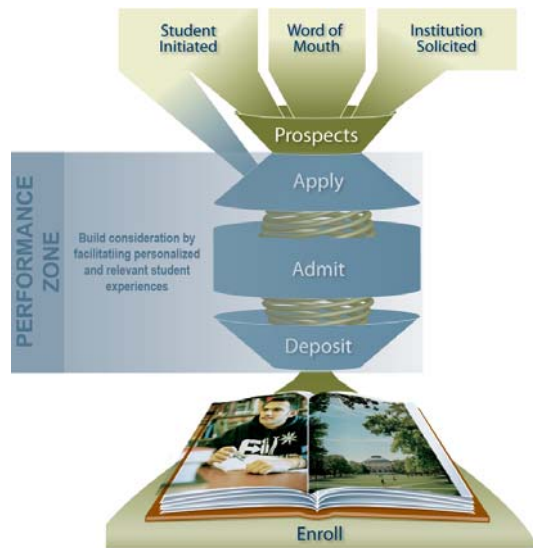 Student
Initiated
Word of
Mouth
Institution
Solicited
Prospects
Apply
PERFORMANCE
ZONE
Build consideration by
facilitatiing personalized
and relevant student
experiences
Admit
Deposit
Enroll